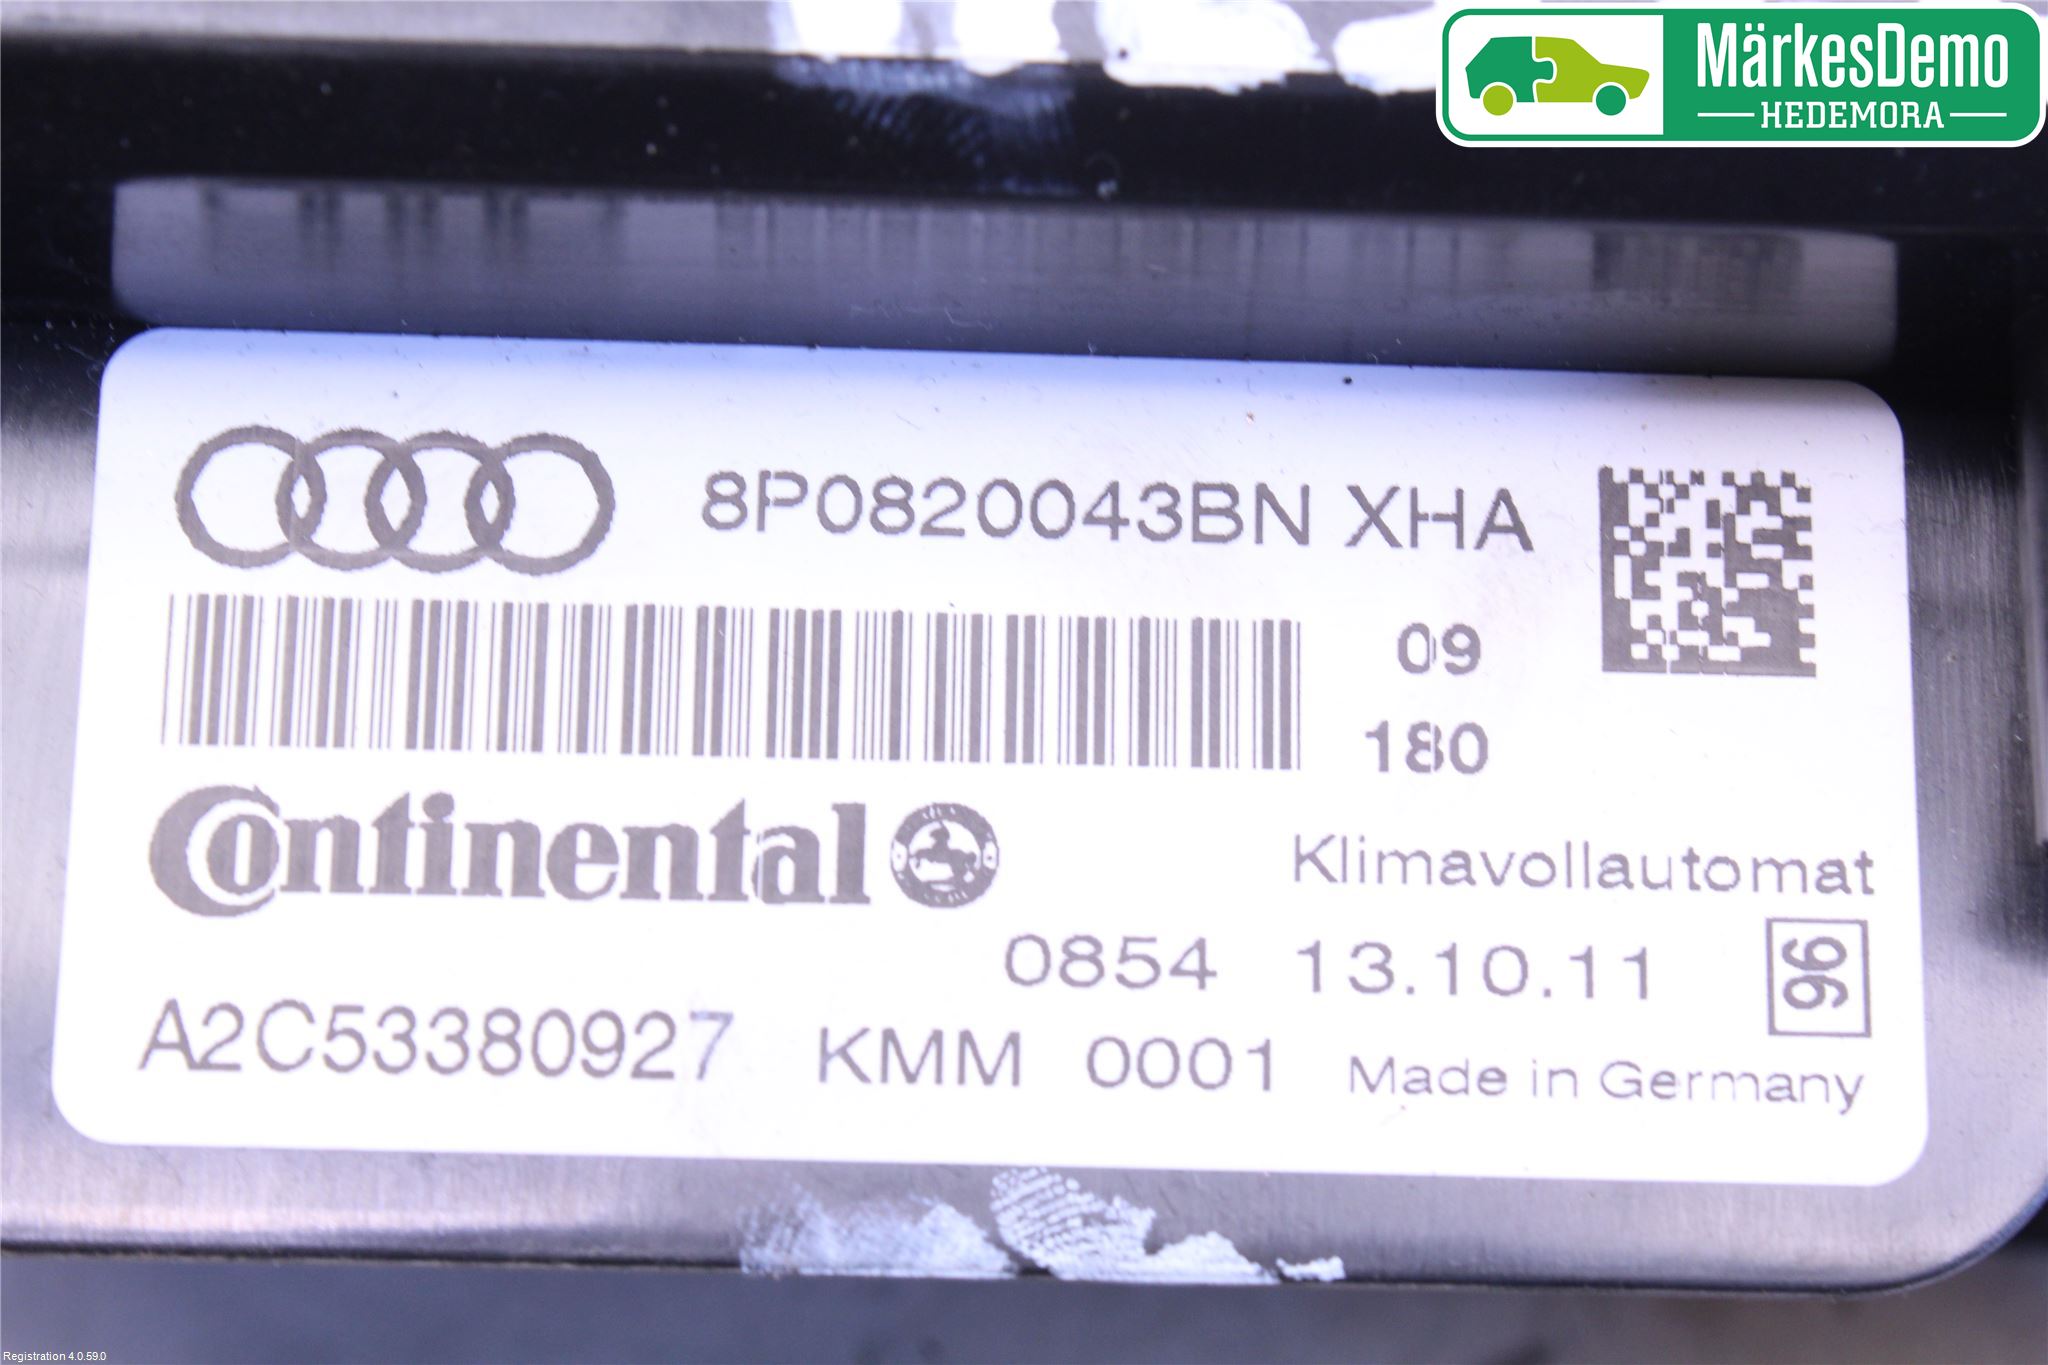 MärkesDemo
HEDEMORA
8P0820043BN XHA
09
180
Continental
Klimavollautomat
0854 13.10.11
96
A2C53380927 KMM 0001 Made in Germany
Registration 4.0.59.0